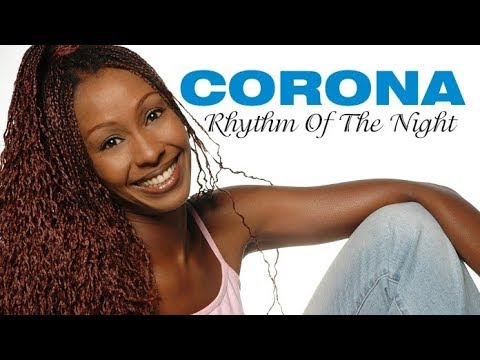 CORONA
Rhythm Of The Night